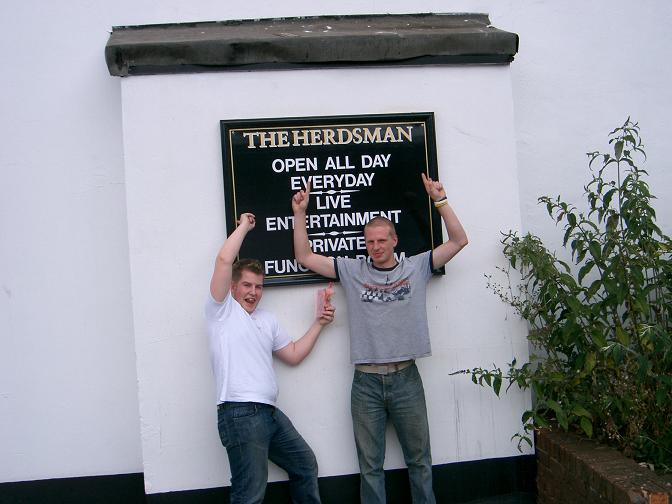 THE HERDSMAN
OPEN ALL DAY
EVERYDAY
LIVE
ENTERTAINMENT
PRIVATE